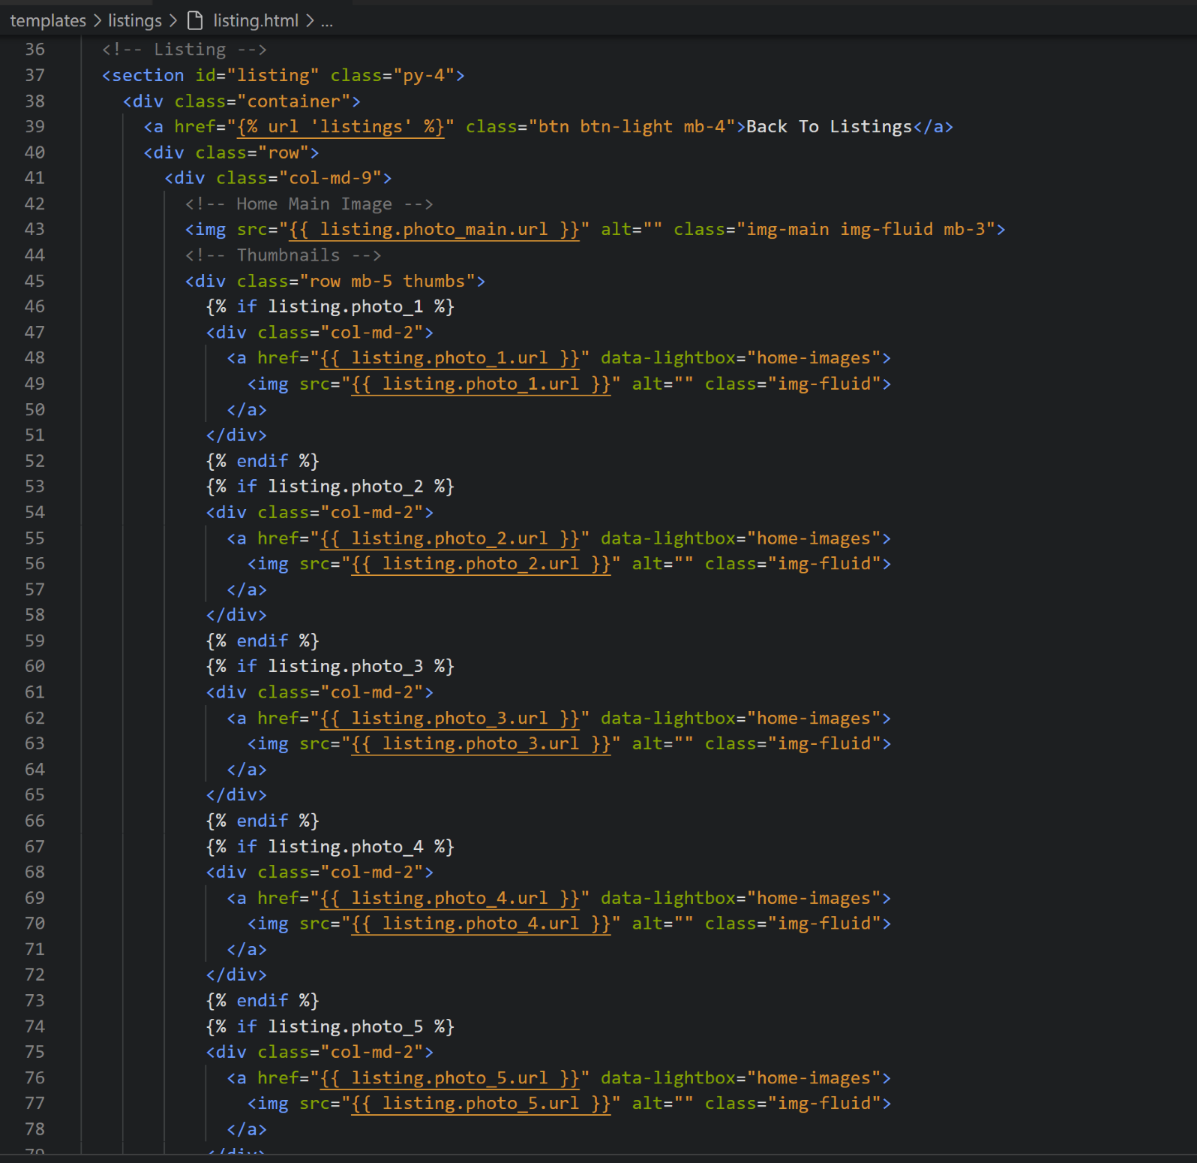 templates > listings > listing.html > ...
36 <!-- Listing -->
37 <section id="listing" class="py-4">
38 <div class="container">
39 <a href="{% url 'listings' %}" class="btn btn-light mb-4">Back To Listings</a>
40 <div class="row">
41 <div class="col-md-9">
42 <!-- Home Main Image -->
43 <img src="{{ listing.photo_main.url }}" alt="" class="img-main img-fluid mb-3">
44 <!-- Thumbnails -->
45 <div class="row mb-5 thumbs">
46 {% if listing.photo_1 %}
47 <div class="col-md-2">
48 <a href="{{ listing.photo_1.url }}" data-lightbox="home-images">
49 <img src="{{ listing.photo_1.url }}" alt="" class="img-fluid">
50 </a>
51 </div>
52 {% endif %}
53 {% if listing.photo_2 %}
54 <div class="col-md-2">
55 <a href="{{ listing.photo_2.url }}" data-lightbox="home-images">
56 <img src="{{ listing.photo_2.url }}" alt="" class="img-fluid">
57 </a>
58 </div>
59 {% endif %}
60 {% if listing.photo_3 %}
61 <div class="col-md-2">
62 <a href="{{ listing.photo_3.url }}" data-lightbox="home-images">
63 <img src="{{ listing.photo_3.url }}" alt="" class="img-fluid">
64 </a>
65 </div>
66 {% endif %}
67 {% if listing.photo_4 %}
68 <div class="col-md-2">
69 <a href="{{ listing.photo_4.url }}" data-lightbox="home-images">
70 <img src="{{ listing.photo_4.url }}" alt="" class="img-fluid">
71 </a>
72 </div>
73 {% endif %}
74 {% if listing.photo_5 %}
75 <div class="col-md-2">
76 <a href="{{ listing.photo_5.url }}" data-lightbox="home-images">
77 <img src="{{ listing.photo_5.url }}" alt="" class="img-fluid">
78 </a>
79 </div>